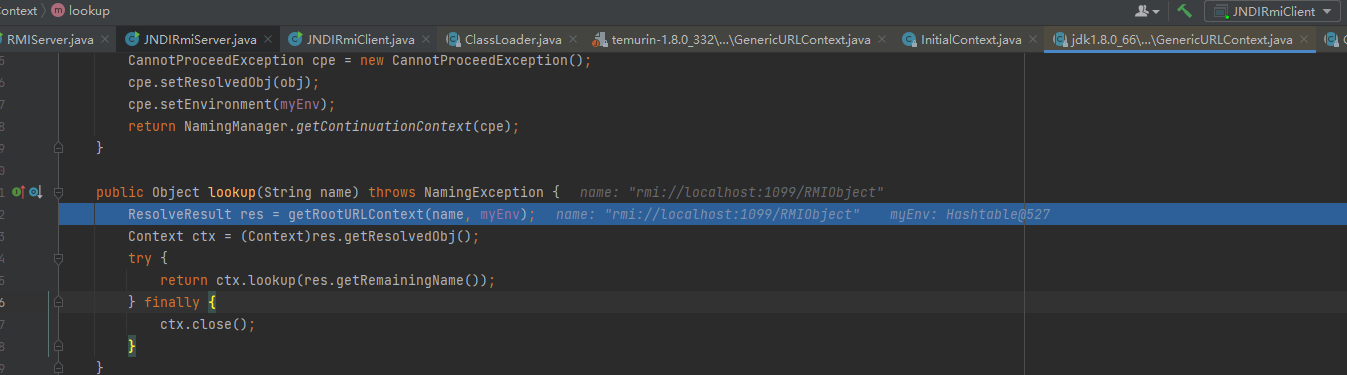 Context lookup JNDIRmiClient
RMIServer.java JNDIRmiServer.java JNDIRmiClient.java ClassLoader.java temurin-1.8.0_332\...\GenericURLContext.java InitialContext.java jdk1.8.0_66\...\GenericURLContext.java
5 CannotProceedException cpe = new CannotProceedException();
6 cpe.setResolvedObj(obj);
7 cpe.setEnvironment(myEnv);
8 return NamingManager.getContinuationContext(cpe);
9 }
0
1 public Object lookup(String name) throws NamingException { name: "rmi://localhost:1099/RMIObject"
2 ResolveResult res = getRootURLContext(name, myEnv); name: "rmi://localhost:1099/RMIObject" myEnv: Hashtable@527
3 Context ctx = (Context)res.getResolvedObj();
4 try {
5 return ctx.lookup(res.getRemainingName());
6 } finally {
7 ctx.close();
8 }
9 }